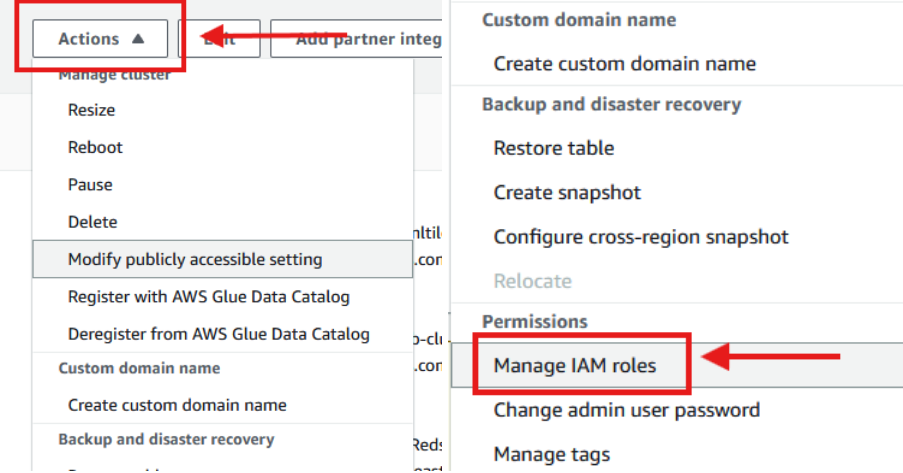 Actions ▲
Add partner integ
Manage cluster
Resize
Reboot
Pause
Delete
Modify publicly accessible setting
Register with AWS Glue Data Catalog
Deregister from AWS Glue Data Catalog
Custom domain name
Create custom domain name
Backup and disaster recovery
nltil
.con
o-clu
.con
Reds
Custom domain name
Create custom domain name
Backup and disaster recovery
Restore table
Create snapshot
Configure cross-region snapshot
Relocate
Permissions
Manage IAM roles
Change admin user password
Manage tags